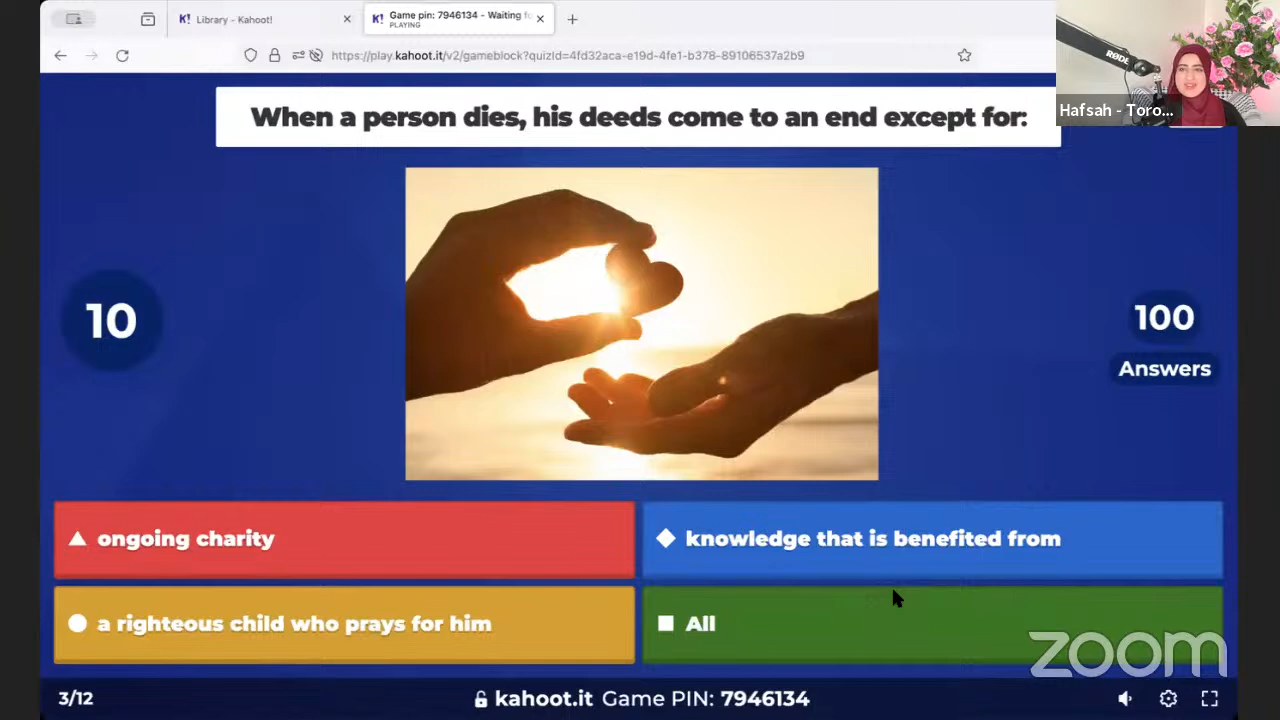 Library - Kahoot!
Game pin: 7946134 - Waiting fo
PLAYING
https://play.kahoot.it/v2/gameblock?quizId=4fd32aca-e19d-4fe1-b378-89106537a2b9
RØDE
Hafsah - Toro...
When a person dies, his deeds come to an end except for:
10
100
Answers
ongoing charity
knowledge that is benefited from
a righteous child who prays for him
All
zoom
3/12
kahoot.it Game PIN: 7946134